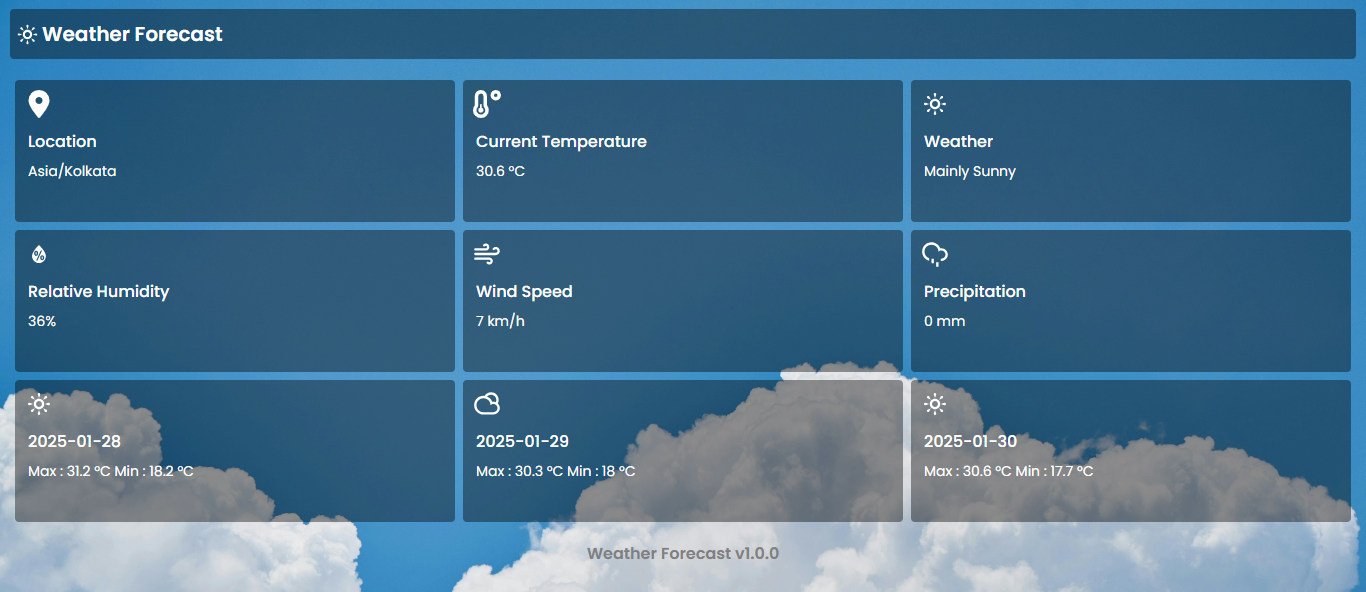 Weather Forecast
Location
Asia/Kolkata
Current Temperature
30.6 °C
Weather
Mainly Sunny
Relative Humidity
36%
Wind Speed
7 km/h
Precipitation
0 mm
2025-01-28
Max : 31.2 °C Min : 18.2 °C
2025-01-29
Max : 30.3 °C Min : 18 °C
2025-01-30
Max : 30.6 °C Min : 17.7 °C
Weather Forecast v1.0.0